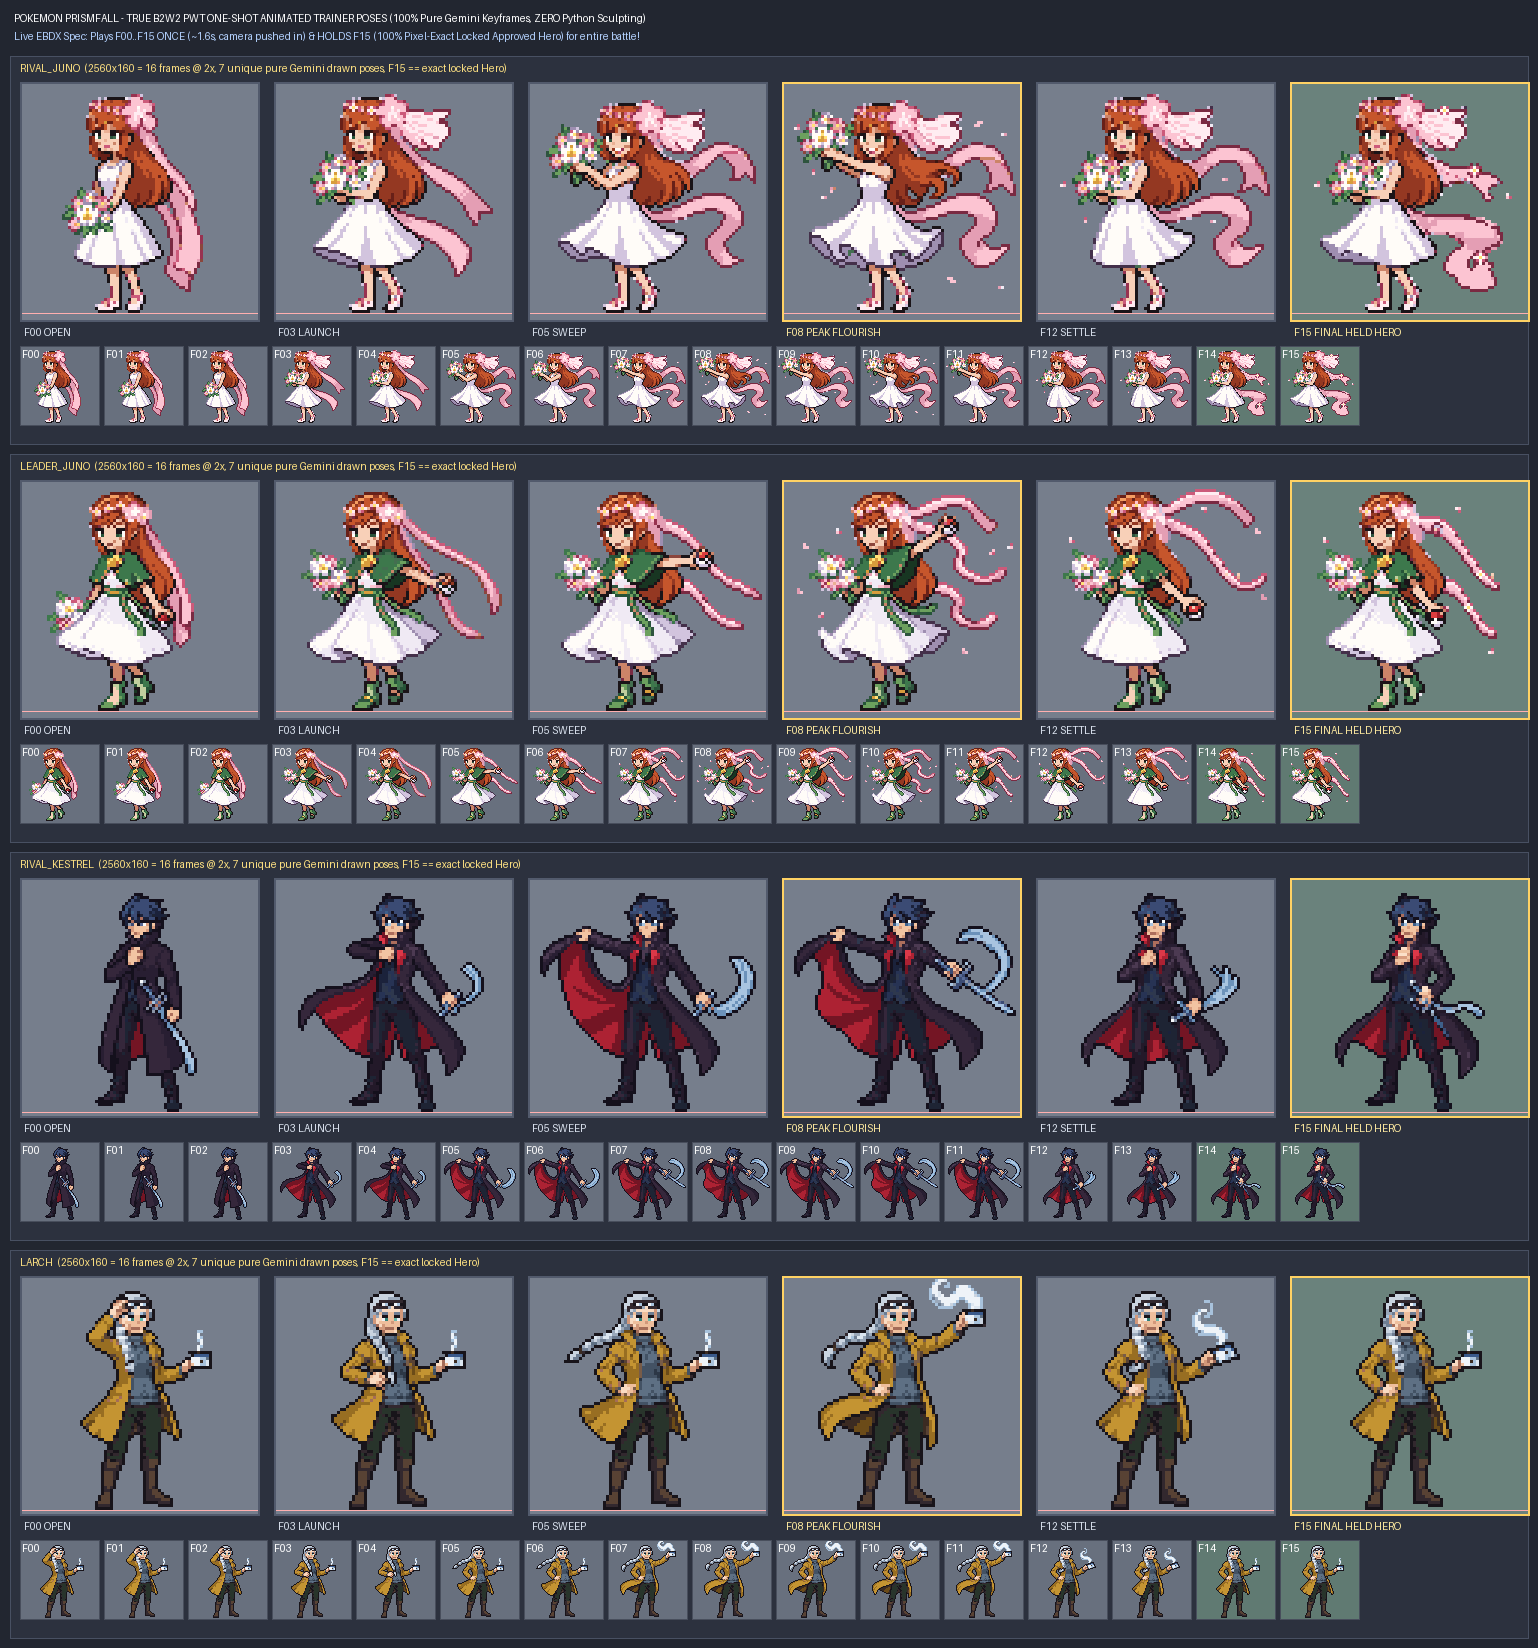 POKEMON PRISMFALL - TRUE B2W2 PWT ONE-SHOT ANIMATED TRAINER POSES (100% Pure Gemini Keyframes, ZERO Python Sculpting)
Live EBDX Spec: Plays F00..F15 ONCE (~1.6s, camera pushed in) & HOLDS F15 (100% Pixel-Exact Locked Approved Hero) for entire battle!
RIVAL_JUNO (2560x160 = 16 frames @ 2x, 7 unique pure Gemini drawn poses, F15 == exact locked Hero)
F00 OPEN F03 LAUNCH F05 SWEEP F08 PEAK FLOURISH F12 SETTLE F15 FINAL HELD HERO
F00 F01 F02 F03 F04 F05 F06 F07 F08 F09 F10 F11 F12 F13 F14 F15
LEADER_JUNO (2560x160 = 16 frames @ 2x, 7 unique pure Gemini drawn poses, F15 == exact locked Hero)
F00 OPEN F03 LAUNCH F05 SWEEP F08 PEAK FLOURISH F12 SETTLE F15 FINAL HELD HERO
F00 F01 F02 F03 F04 F05 F06 F07 F08 F09 F10 F11 F12 F13 F14 F15
RIVAL_KESTREL (2560x160 = 16 frames @ 2x, 7 unique pure Gemini drawn poses, F15 == exact locked Hero)
F00 OPEN F03 LAUNCH F05 SWEEP F08 PEAK FLOURISH F12 SETTLE F15 FINAL HELD HERO
F00 F01 F02 F03 F04 F05 F06 F07 F08 F09 F10 F11 F12 F13 F14 F15
LARCH (2560x160 = 16 frames @ 2x, 7 unique pure Gemini drawn poses, F15 == exact locked Hero)
F00 OPEN F03 LAUNCH F05 SWEEP F08 PEAK FLOURISH F12 SETTLE F15 FINAL HELD HERO
F00 F01 F02 F03 F04 F05 F06 F07 F08 F09 F10 F11 F12 F13 F14 F15